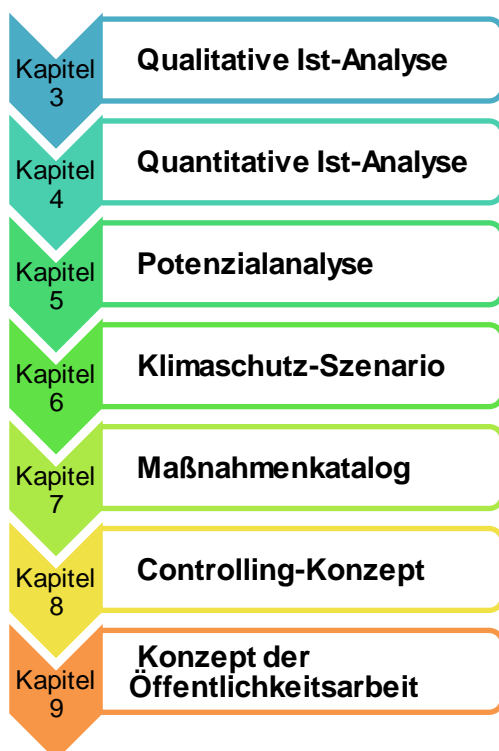 Kapitel
3
Qualitative Ist-Analyse
Kapitel
4
Quantitative Ist-Analyse
Kapitel
5
Potenzialanalyse
Kapitel
6
Klimaschutz-Szenario
Kapitel
7
Maßnahmenkatalog
Kapitel
8
Controlling-Konzept
Kapitel
9
Konzept der
Öffentlichkeitsarbeit